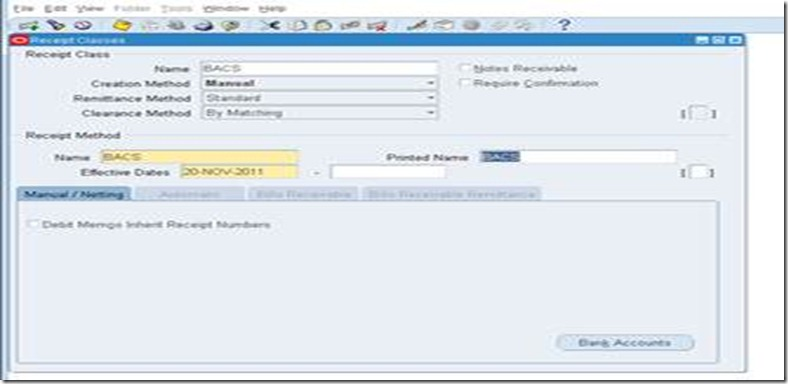 File Edit View Folder Tools Window Help
Receipt Classes
Receipt Class
Name BACS
Notes Receivable
Creation Method Manual
Require Confirmation
Remittance Method Standard
Clearance Method By Matching
[ ]
Receipt Method
Name BACS
Printed Name BACS
Effective Dates 20-NOV-2011 -
[ ]
Manual / Netting Automatic Bills Receivable Bills Receivable Remittance
Debit Memos Inherit Receipt Numbers
Bank Accounts